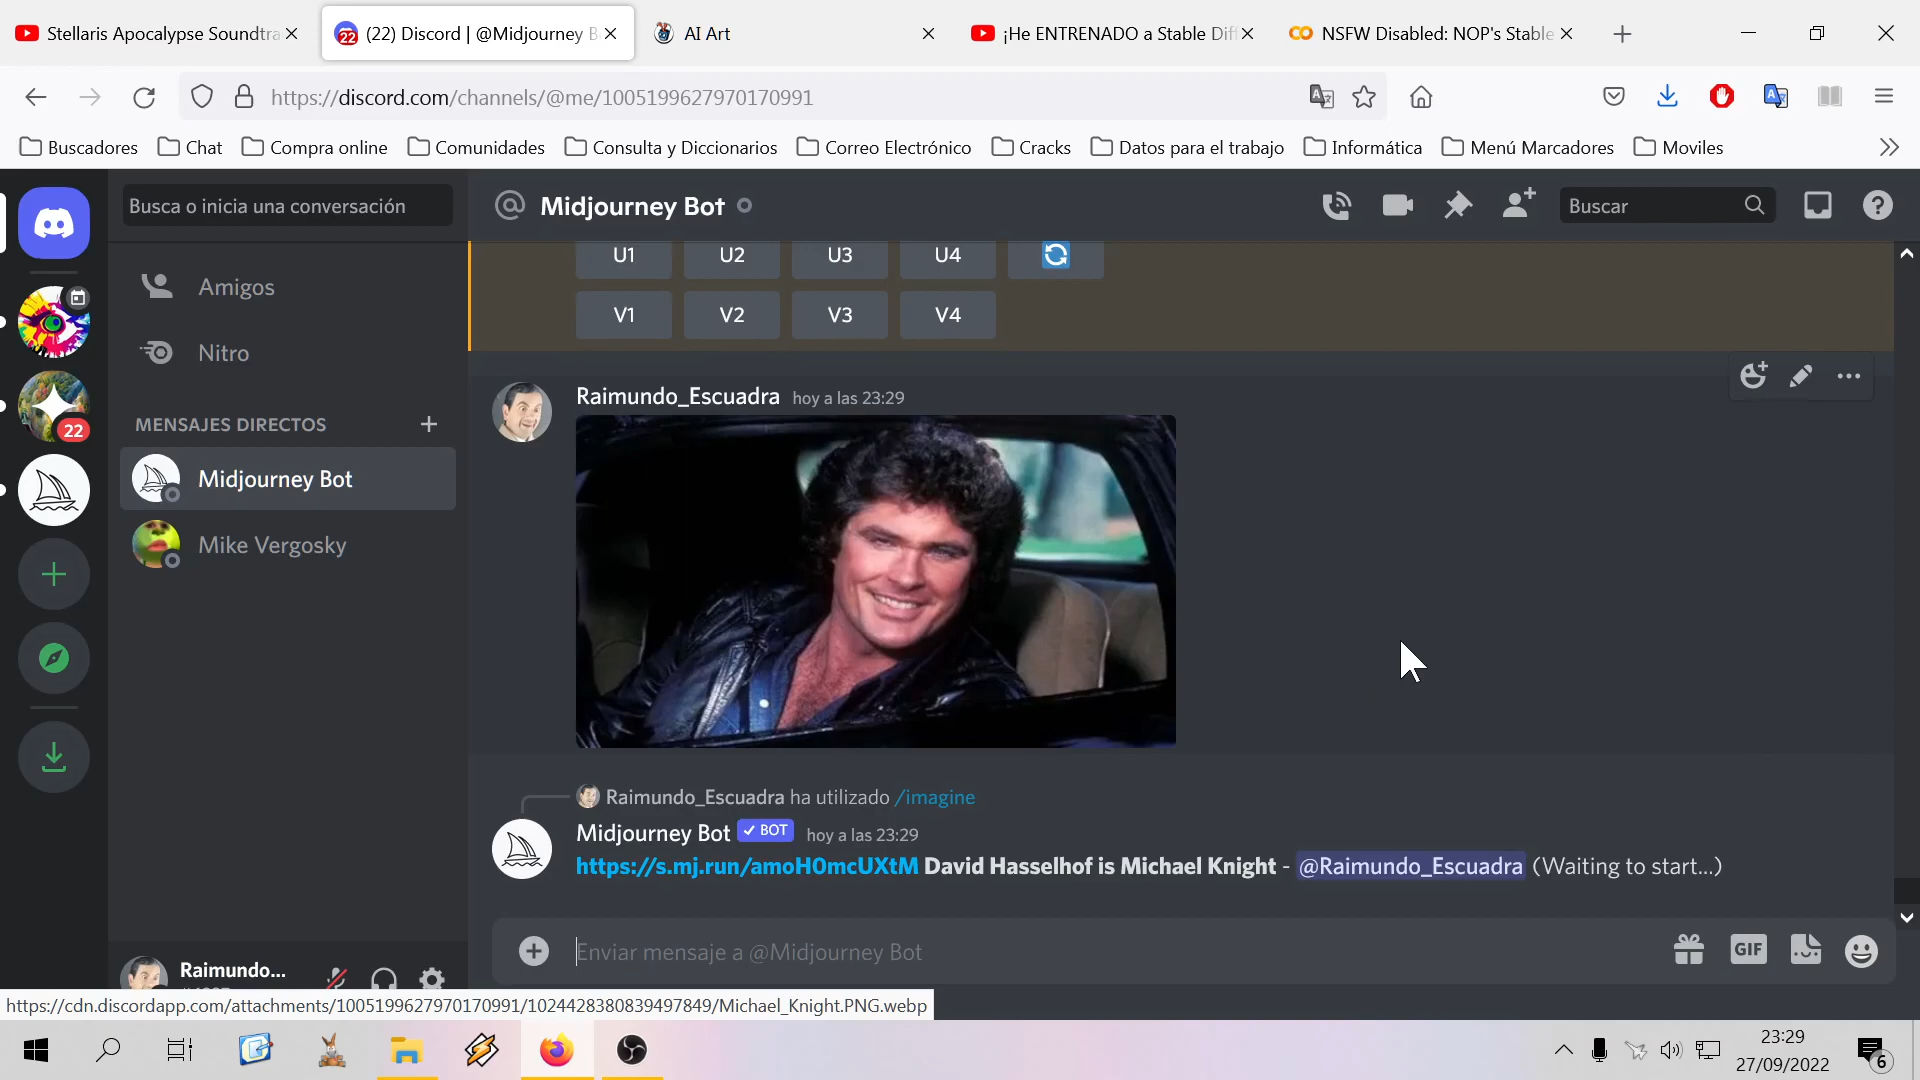 Stellaris Apocalypse Soundtra
(22) Discord | @Midjourney B
AI Art
¡He ENTRENADO a Stable Diff
NSFW Disabled: NOP's Stable
https://discord.com/channels/@me/1005199627970170991
Buscadores
Chat
Compra online
Comunidades
Consulta y Diccionarios
Correo Electrónico
Cracks
Datos para el trabajo
Informática
Menú Marcadores
Moviles
Busca o inicia una conversación
Midjourney Bot
Buscar
Amigos
Nitro
MENSAJES DIRECTOS
Midjourney Bot
Mike Vergosky
22
U1 U2 U3 U4
V1 V2 V3 V4
Raimundo_Escuadra hoy a las 23:29
Raimundo_Escuadra ha utilizado /imagine
Midjourney Bot BOT hoy a las 23:29
https://s.mj.run/amoH0mcUXtM David Hasselhof is Michael Knight - @Raimundo_Escuadra (Waiting to start...)
Enviar mensaje a @Midjourney Bot
GIF
Raimundo...
https://cdn.discordapp.com/attachments/1005199627970170991/1024428380839497849/Michael_Knight.PNG.webp
23:29
27/09/2022
6